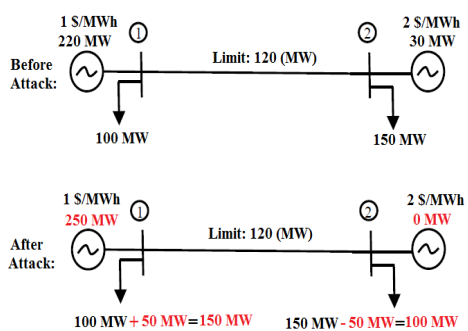 1 $/MWh
220 MW
1
2
2 $/MWh
30 MW
Before
Attack:
Limit: 120 (MW)
100 MW
150 MW
1 $/MWh
250 MW
1
2
2 $/MWh
0 MW
After
Attack:
Limit: 120 (MW)
100 MW + 50 MW=150 MW
150 MW - 50 MW=100 MW